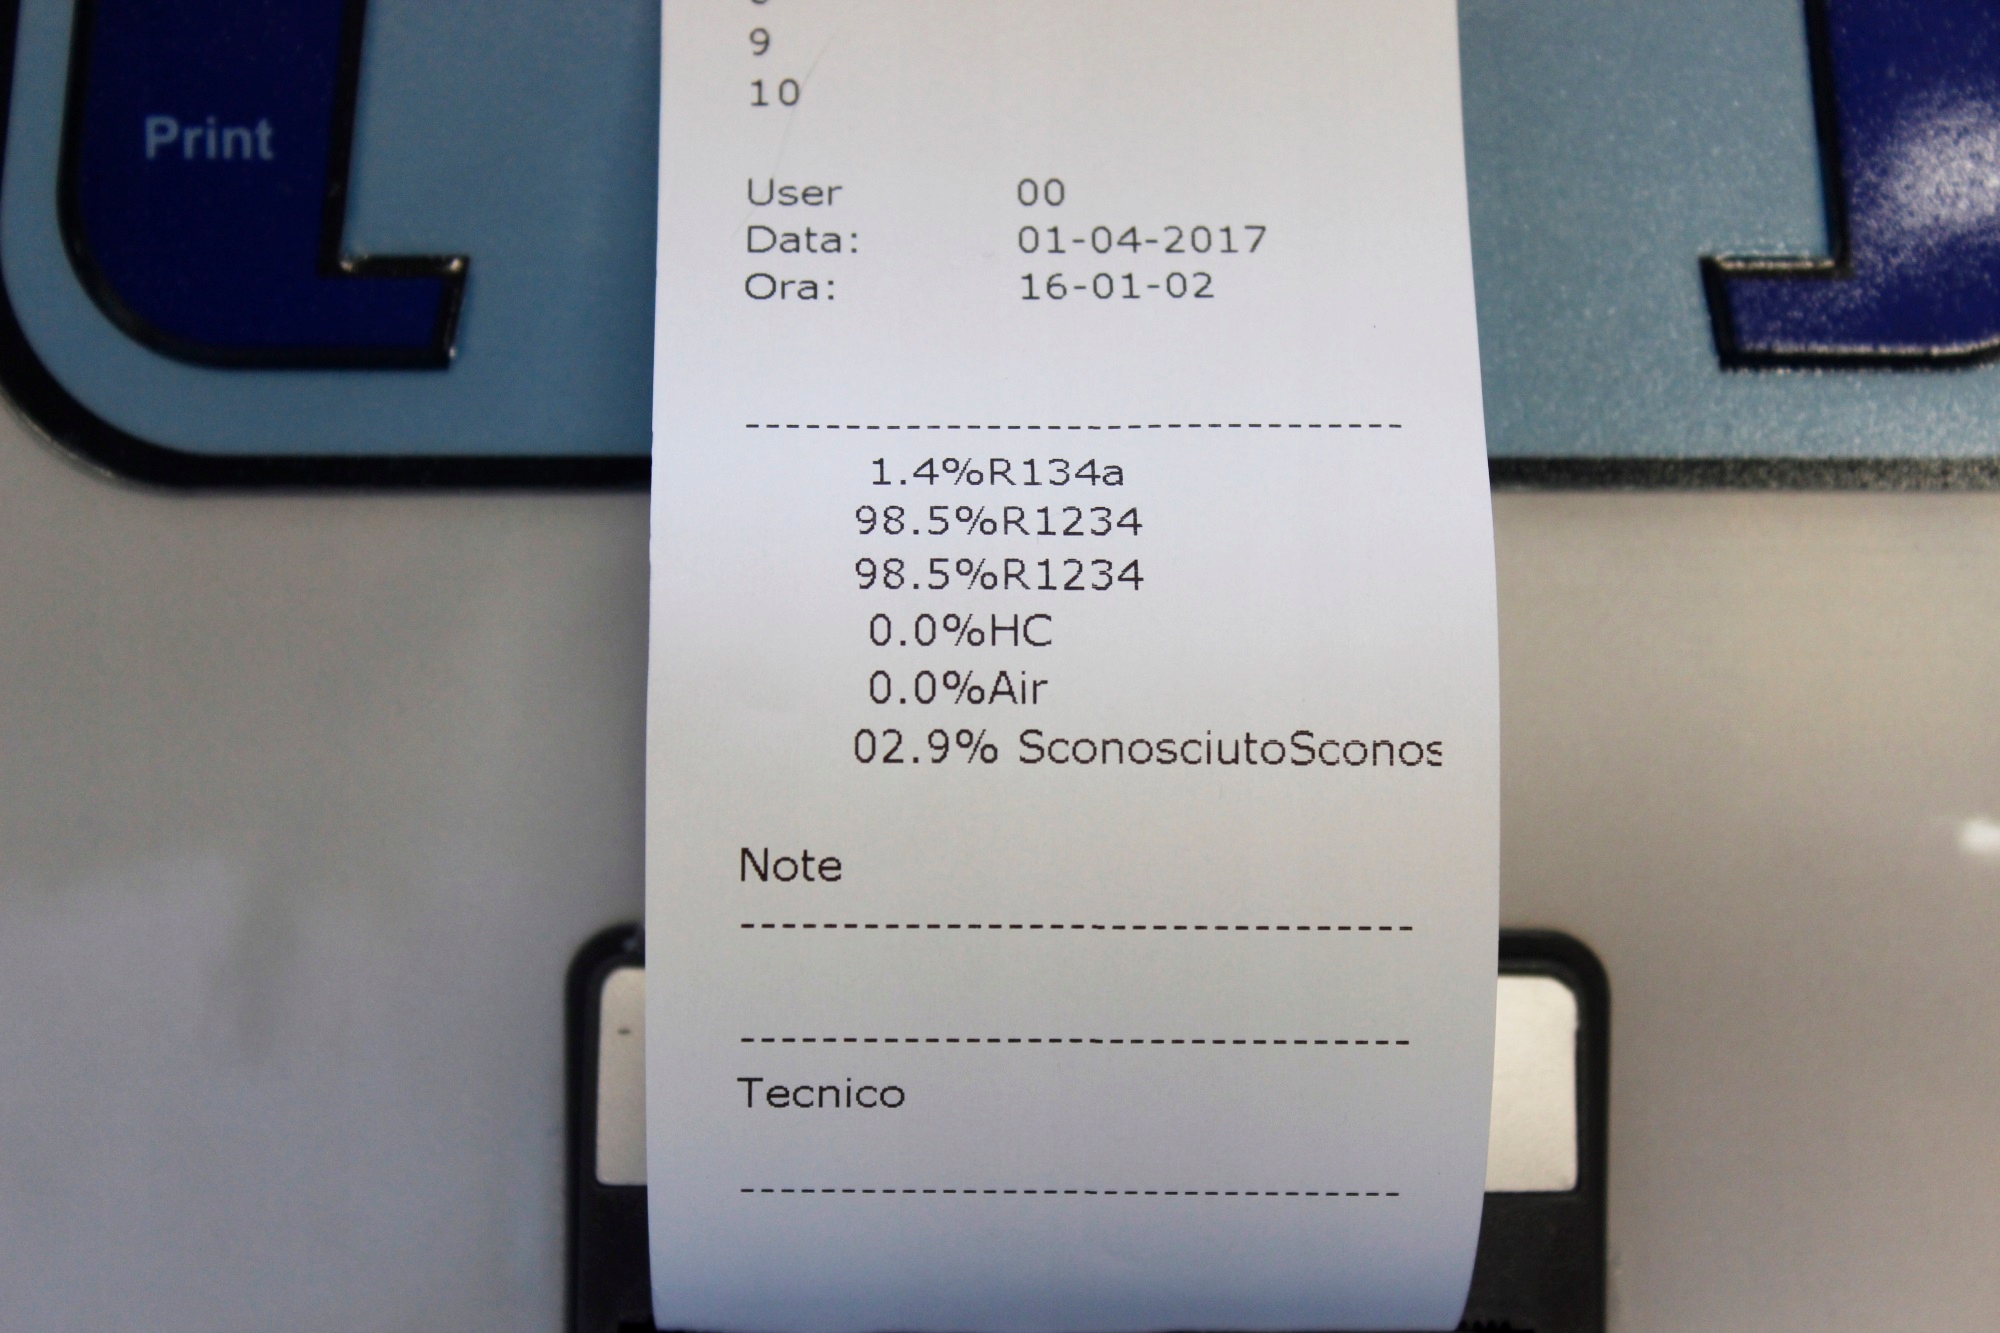 9
10
Print
User 00
Data: 01-04-2017
Ora: 16-01-02
--------------------------------
1.4%R134a
98.5%R1234
98.5%R1234
0.0%HC
0.0%Air
02.9% SconosciutoSconos
Note
--------------------------------
--------------------------------
Tecnico
--------------------------------